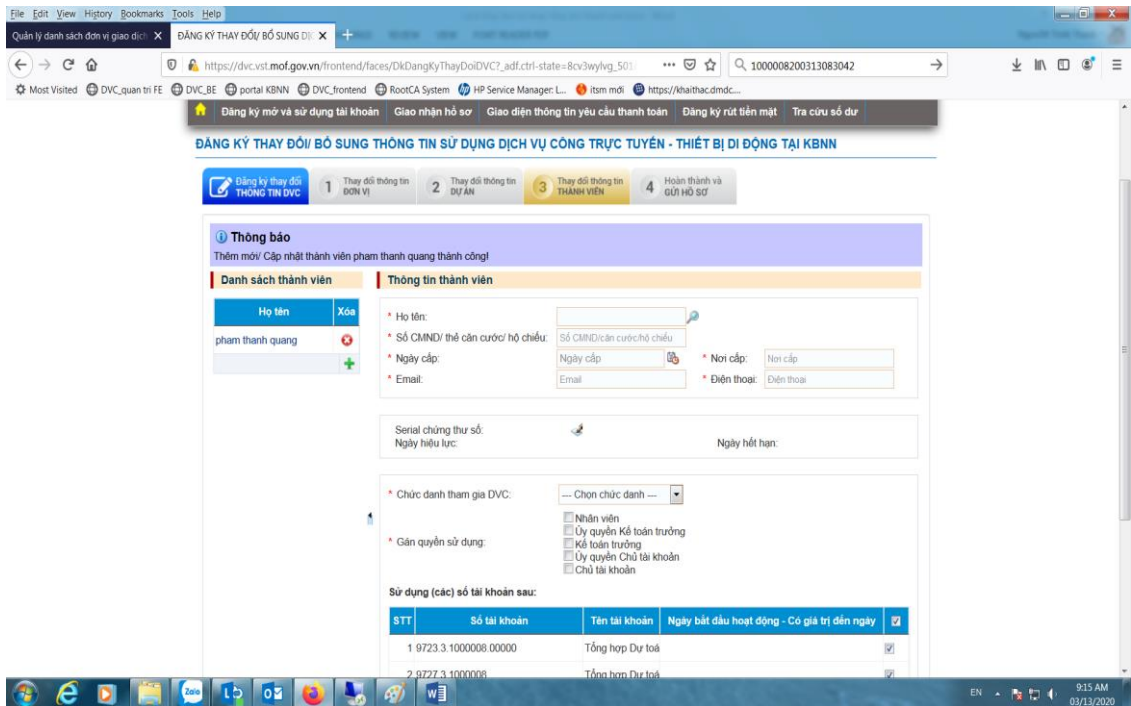 File Edit View History Bookmarks Tools Help
Quản lý danh sách đơn vị giao dịch X ĐĂNG KÝ THAY ĐỔI/ BỔ SUNG DỊC X +
https://dvc.vst.mof.gov.vn/frontend/faces/DkDangKyThayDoiDVC?_adf.ctrl-state=8cv3wylvg_501 1000008200313083042
Most Visited DVC_quan tri FE DVC_BE portal KBNN DVC_frontend RootCA System HP Service Manager: L... itsm mới https://khaithac.dmdc....
Đăng ký mở và sử dụng tài khoản Giao nhận hồ sơ Giao diện thông tin yêu cầu thanh toán Đăng ký rút tiền mặt Tra cứu số dư
ĐĂNG KÝ THAY ĐỔI/ BỔ SUNG THÔNG TIN SỬ DỤNG DỊCH VỤ CÔNG TRỰC TUYẾN - THIẾT BỊ DI ĐỘNG TẠI KBNN
Đăng ký thay đổi THÔNG TIN DVC
1 Thay đổi thông tin ĐƠN VỊ
2 Thay đổi thông tin DỰ ÁN
3 Thay đổi thông tin THÀNH VIÊN
4 Hoàn thành và GỬI HỒ SƠ
Thông báo
Thêm mới/ Cập nhật thành viên pham thanh quang thành công!
Danh sách thành viên
Họ tên Xóa
pham thanh quang
Thông tin thành viên
* Họ tên:
* Số CMND/ thẻ căn cước/ hộ chiếu: Số CMND/căn cước/hộ chiếu
* Ngày cấp: Ngày cấp * Nơi cấp: Nơi cấp
* Email: Email * Điện thoại: Điện thoại
Serial chứng thư số:
Ngày hiệu lực: Ngày hết hạn:
* Chức danh tham gia DVC: --- Chọn chức danh ---
* Gán quyền sử dụng:
Nhân viên
Ủy quyền Kế toán trưởng
Kế toán trưởng
Ủy quyền Chủ tài khoản
Chủ tài khoản
Sử dụng (các) số tài khoản sau:
STT Số tài khoản Tên tài khoản Ngày bắt đầu hoạt động - Có giá trị đến ngày
1 9723.3.1000008.00000 Tổng hợp Dự toá
2 9727.3.1000008 Tổng hợp Dự toá
Zalo
EN 9:15 AM
03/13/2020